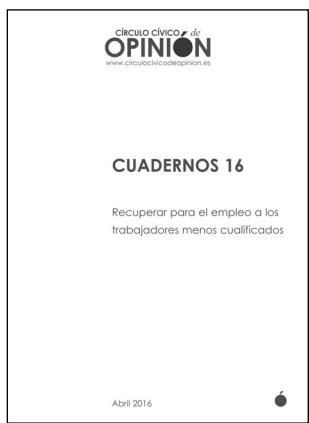 CÍRCULO CÍVICO de
OPINIÓN
www.circulocivicodeopinion.es
CUADERNOS 16
Recuperar para el empleo a los
trabajadores menos cualificados
Abril 2016